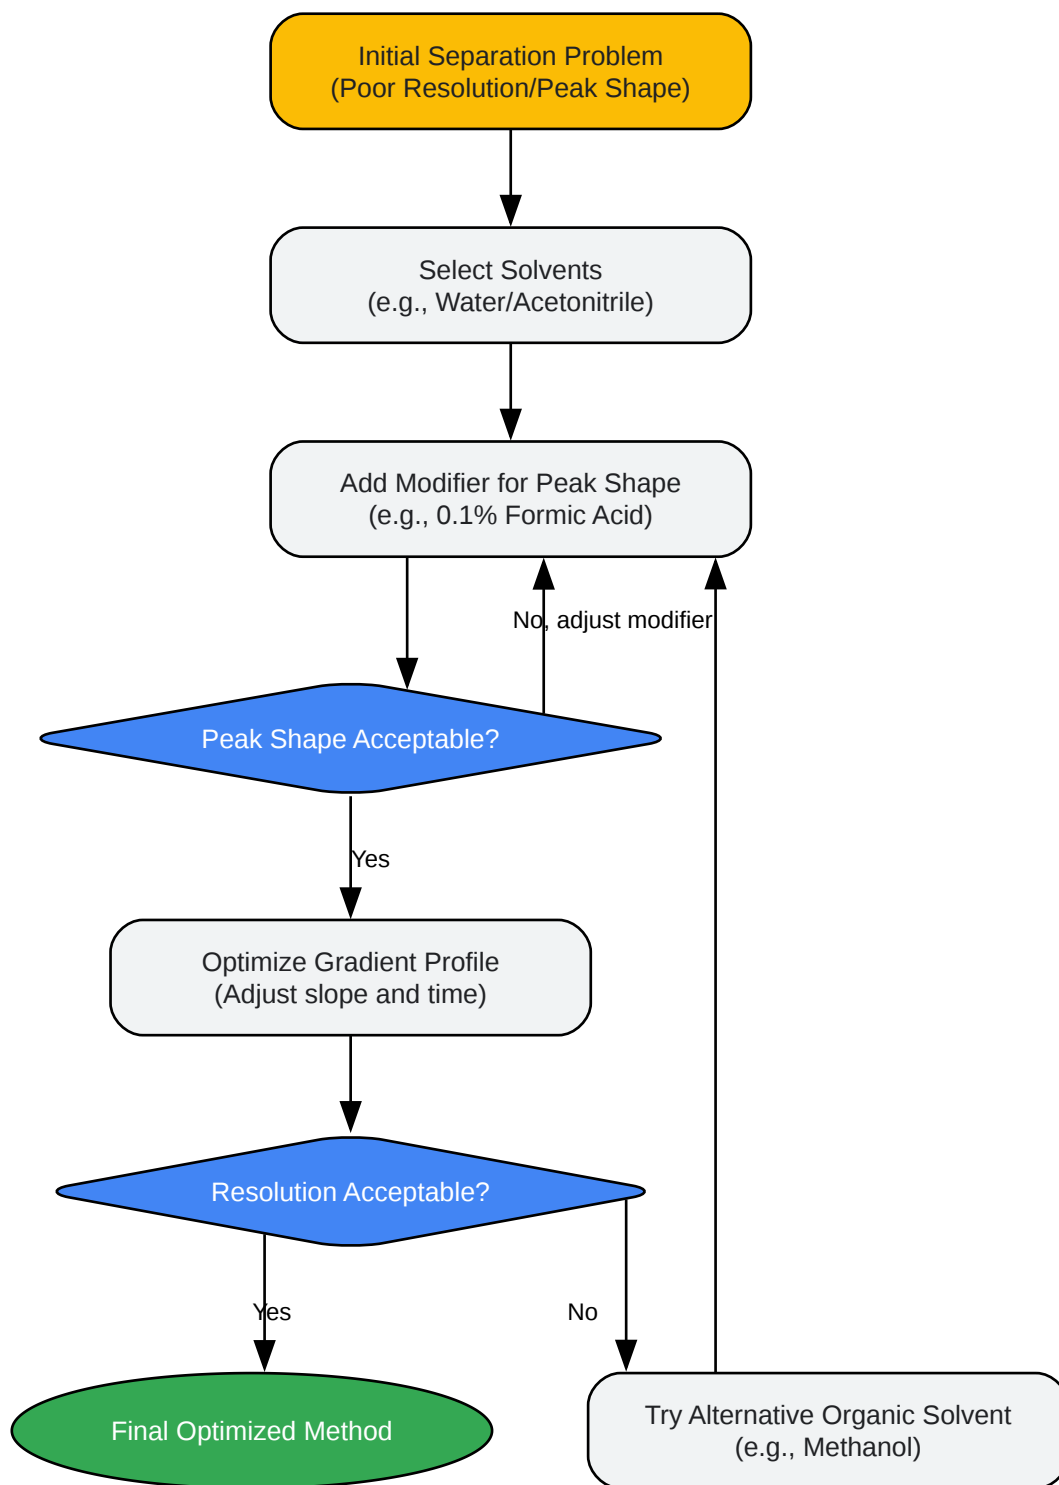 Initial Separation Problem
(Poor Resolution/Peak Shape)
Select Solvents
(e.g., Water/Acetonitrile)
Add Modifier for Peak Shape
(e.g., 0.1% Formic Acid)
No, adjust modifier
Peak Shape Acceptable?
Yes
Optimize Gradient Profile
(Adjust slope and time)
Resolution Acceptable?
Yes
No
Final Optimized Method
Try Alternative Organic Solvent
(e.g., Methanol)